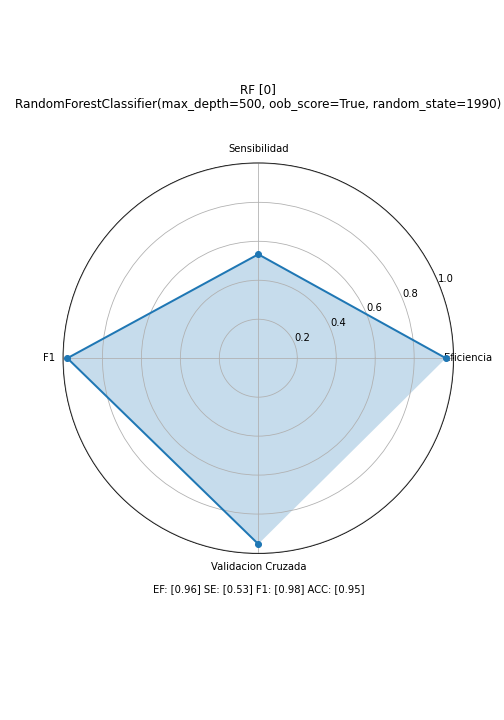 RF [0]
RandomForestClassifier(max_depth=500, oob_score=True, random_state=1990)
Sensibilidad
1.0
0.8
0.6
0.4
0.2
F1
Eficiencia
Validacion Cruzada
EF: [0.96] SE: [0.53] F1: [0.98] ACC: [0.95]